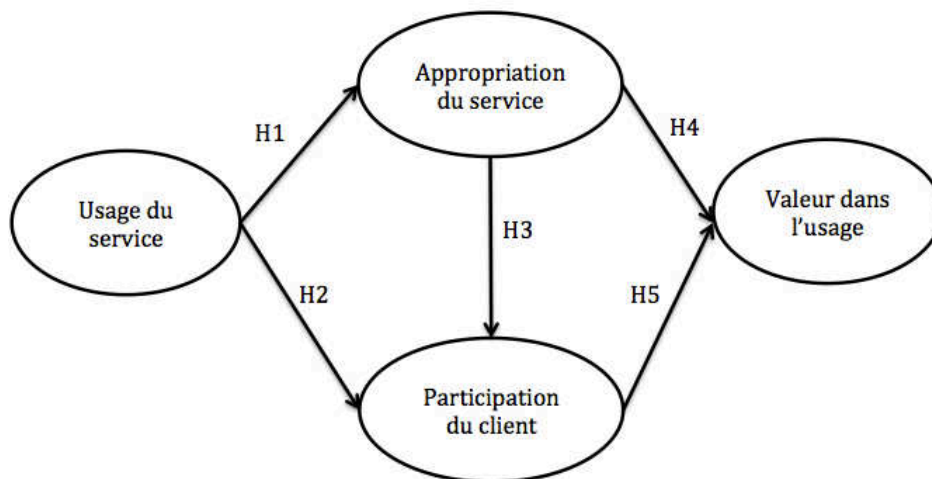 Appropriation
du service
H1
H4
Usage du
service
H3
Valeur dans
l'usage
H2
H5
Participation
du client